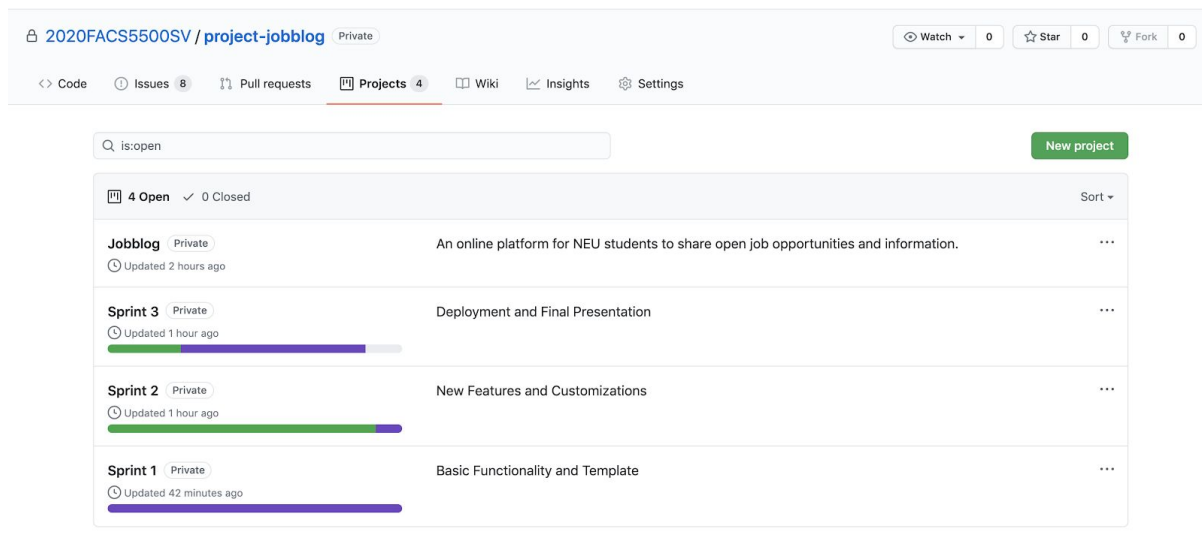 2020FACS5500SV / project-jobblog Private Watch 0 Star 0 Fork 0
Code Issues 8 Pull requests Projects 4 Wiki Insights Settings
is:open New project
4 Open 0 Closed Sort
Jobblog Private An online platform for NEU students to share open job opportunities and information.
Updated 2 hours ago
Sprint 3 Private Deployment and Final Presentation
Updated 1 hour ago
Sprint 2 Private New Features and Customizations
Updated 1 hour ago
Sprint 1 Private Basic Functionality and Template
Updated 42 minutes ago